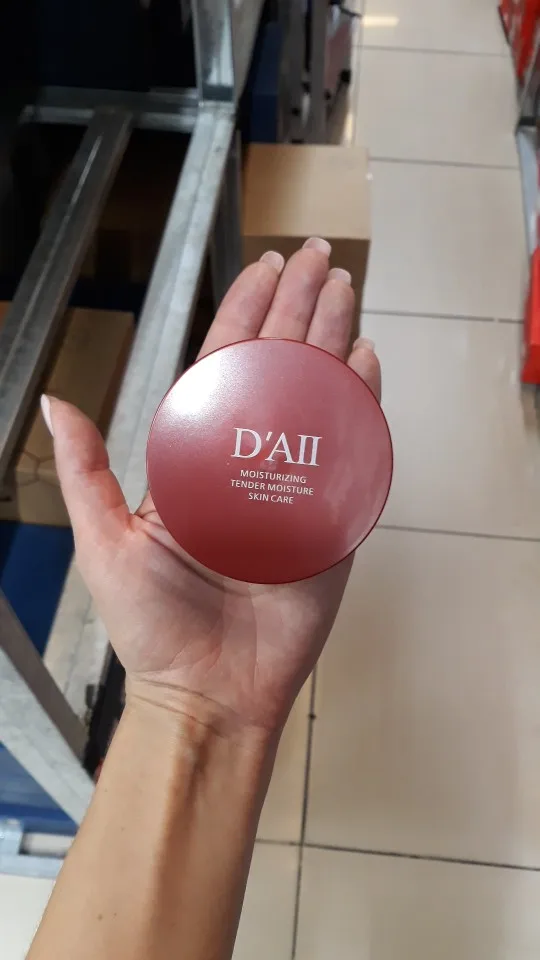 D'AII
MOISTURIZING
TENDER MOISTURE
SKIN CARE